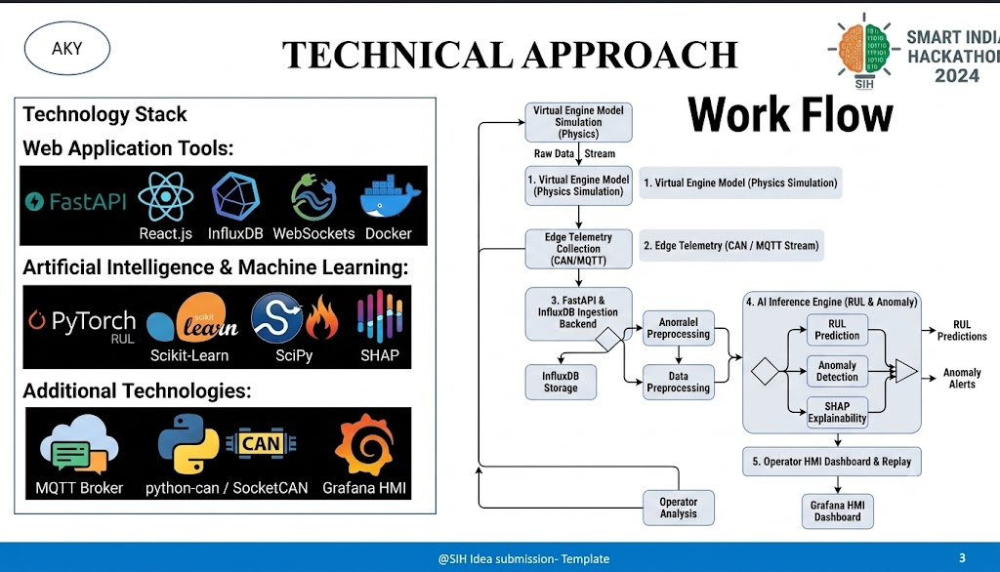 AKY
TECHNICAL APPROACH
SMART INDIA
HACKATHON
2024
SIH
Technology Stack
Web Application Tools:
FastAPI
React.js
InfluxDB
WebSockets
Docker
Artificial Intelligence & Machine Learning:
PyTorch
RUL
scikit
learn
Scikit-Learn
SciPy
SHAP
Additional Technologies:
MQTT Broker
CAN
python-can / SocketCAN
Grafana HMI
Work Flow
Virtual Engine Model
Simulation
(Physics)
Raw Data
Stream
1. Virtual Engine Model
(Physics Simulation)
1. Virtual Engine Model (Physics Simulation)
Edge Telemetry
Collection
(CAN/MQTT)
2. Edge Telemetry (CAN / MQTT Stream)
3. FastAPI &
InfluxDB Ingestion
Backend
InfluxDB
Storage
Anorralel
Preprocessing
Data
Preprocessing
4. AI Inference Engine (RUL & Anomaly)
RUL
Prediction
Anomaly
Detection
SHAP
Explainability
RUL
Predictions
Anomaly
Alerts
5. Operator HMI Dashboard & Replay
Grafana HMI
Dashboard
Operator
Analysis
@SIH Idea submission- Template
3